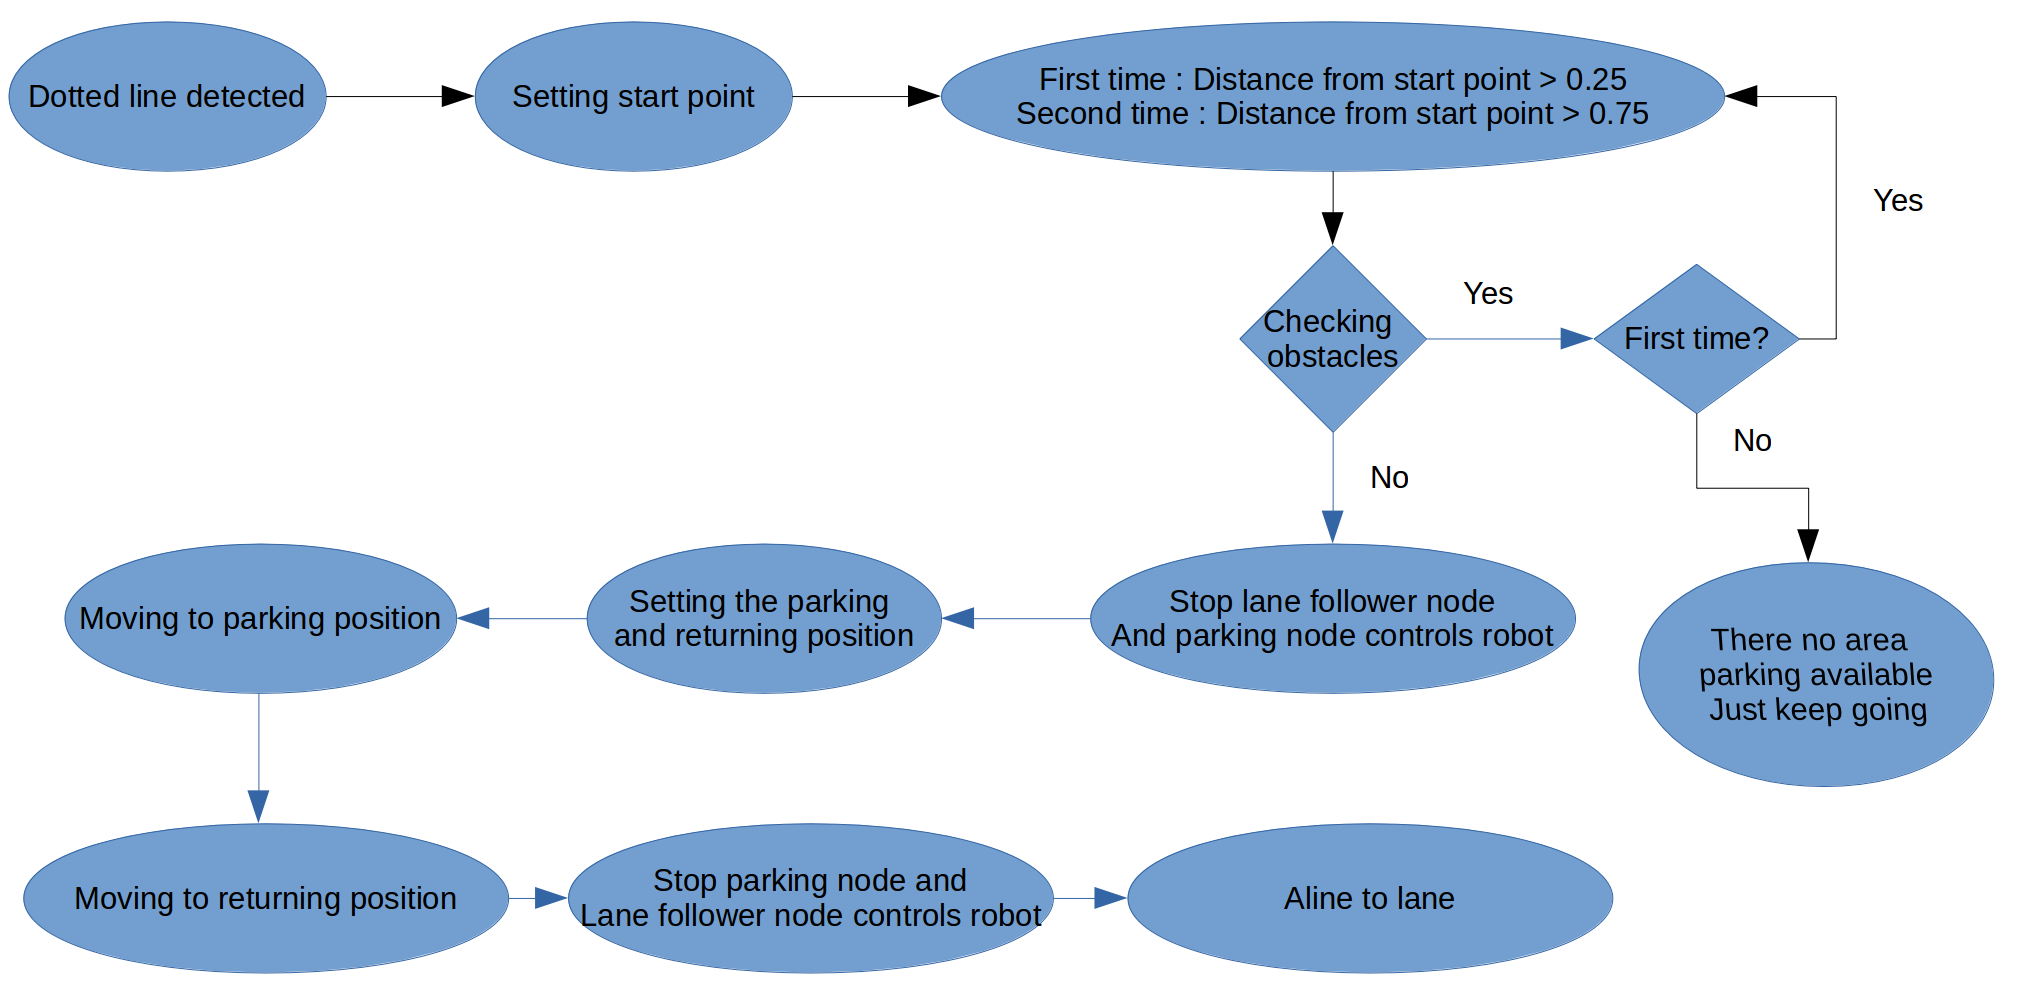 Dotted line detected
Setting start point
First time : Distance from start point > 0.25
Second time : Distance from start point > 0.75
Yes
Checking
obstacles
Yes
First time?
No
No
Moving to parking position
Setting the parking
and returning position
Stop lane follower node
And parking node controls robot
There no area
parking available
Just keep going
Moving to returning position
Stop parking node and
Lane follower node controls robot
Aline to lane